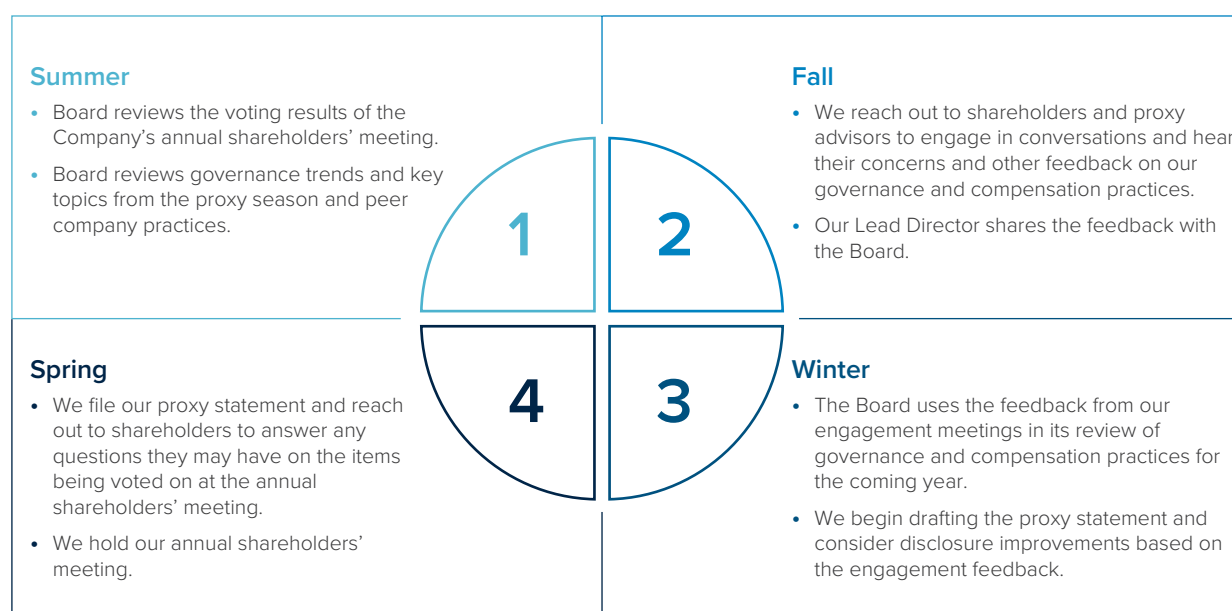 Summer
• Board reviews the voting results of the
Company's annual shareholders' meeting.
• Board reviews governance trends and key
topics from the proxy season and peer
company practices.
1
Fall
• We reach out to shareholders and proxy
advisors to engage in conversations and hear
their concerns and other feedback on our
governance and compensation practices.
• Our Lead Director shares the feedback with
the Board.
2
Winter
• The Board uses the feedback from our
engagement meetings in its review of
governance and compensation practices for
the coming year.
• We begin drafting the proxy statement and
consider disclosure improvements based on
the engagement feedback.
3
Spring
• We file our proxy statement and reach
out to shareholders to answer any
questions they may have on the items
being voted on at the annual
shareholders' meeting.
• We hold our annual shareholders'
meeting.
4